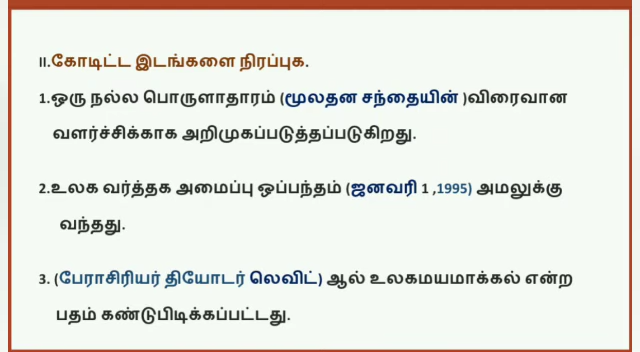 II.கோடிட்ட இடங்களை நிரப்புக.
1.ஒரு நல்ல பொருளாதாரம் (மூலதன சந்தையின் )விரைவான
வளர்ச்சிக்காக அறிமுகப்படுத்தப்படுகிறது.
2.உலக வர்த்தக அமைப்பு ஒப்பந்தம் (ஜனவரி 1 ,1995) அமலுக்கு
வந்தது.
3. (பேராசிரியர் தியோடர் லெவிட்) ஆல் உலகமயமாக்கல் என்ற
பதம் கண்டுபிடிக்கப்பட்டது.